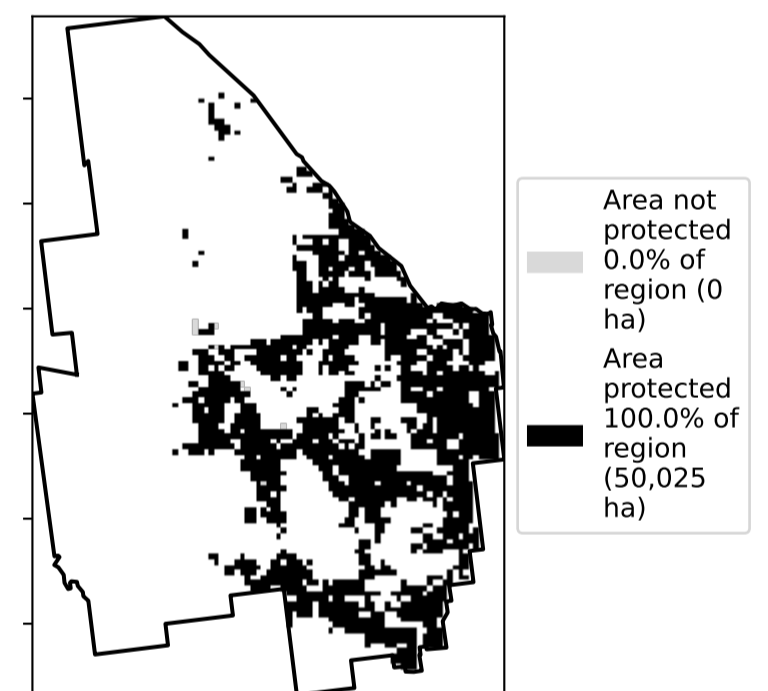 Area not
protected
0.0% of
region (0
ha)
Area
protected
100.0% of
region
(50,025
ha)